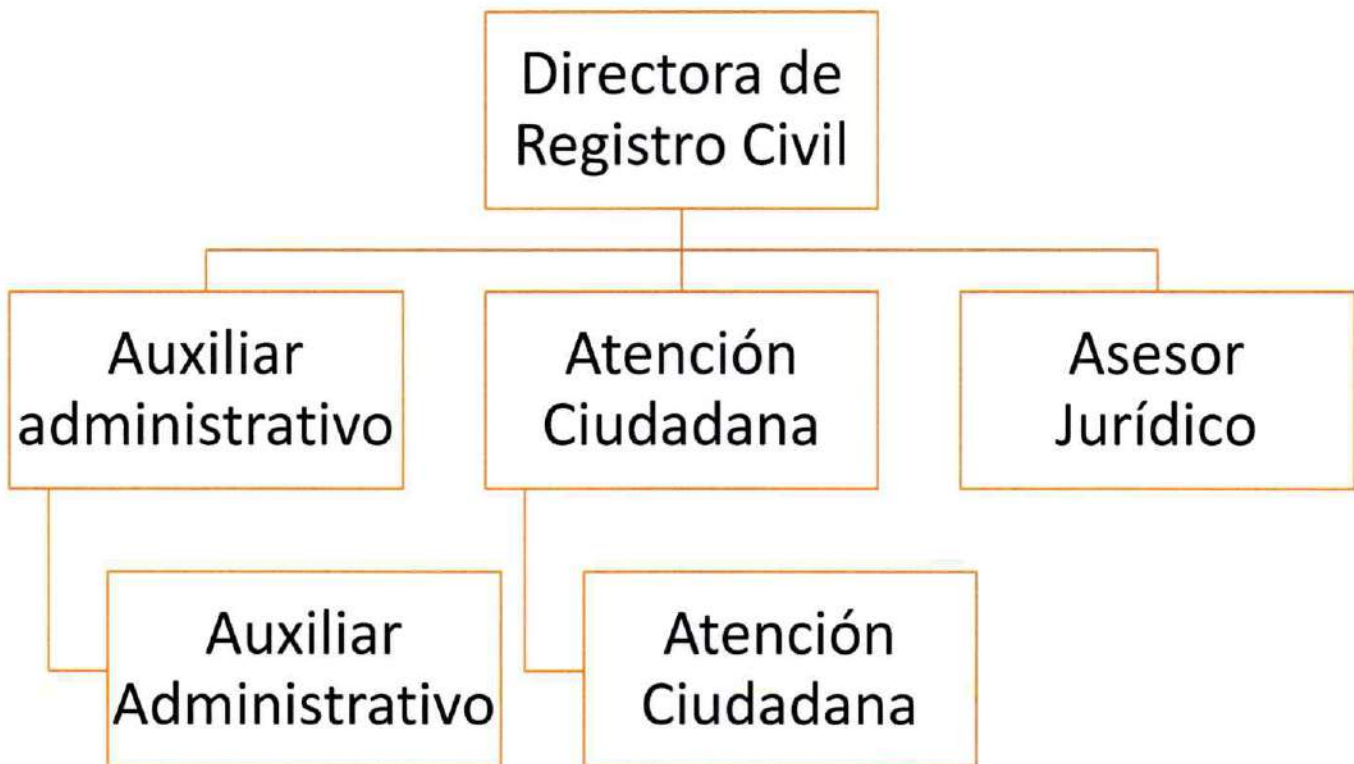 Directora de
Registro Civil
Auxiliar
administrativo
Atención
Ciudadana
Asesor
Jurídico
Auxiliar
Administrativo
Atención
Ciudadana